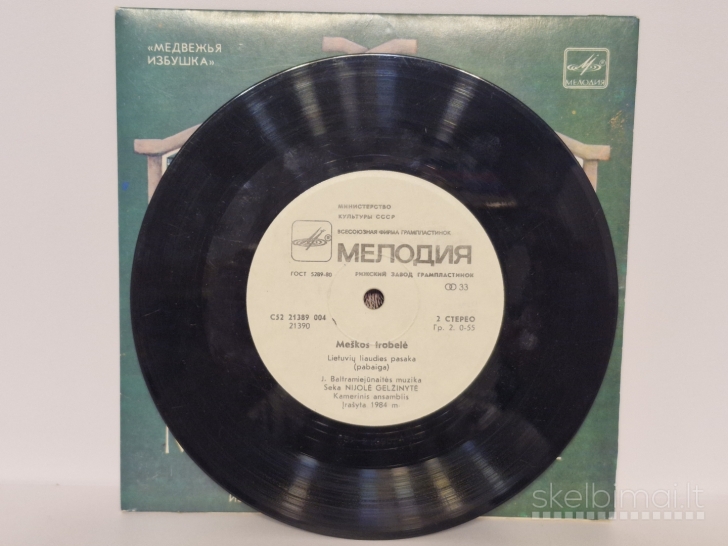 «МЕДВЕЖЬЯ
ИЗБУШКА»
МЕЛОДИЯ
МИНИСТЕРСТВО
КУЛЬТУРЫ СССР
ВСЕСОЮЗНАЯ ФИРМА ГРАМПЛАСТИНОК
МЕЛОДИЯ
ГОСТ 5289-80 РИЖСКИЙ ЗАВОД ГРАМПЛАСТИНОК
33
С32 21389 004 2 СТЕРЕО
21390 Гр. 2. 0-55
Meškos trobelė
Lietuvių liaudies pasaka
(pabaiga)
J. Baltramiejūnaitės muzika
Seka NIJOLĖ GELŽINYTĖ
Kamerinis ansamblis
Įrašyta 1984 m
skelbimai.lt